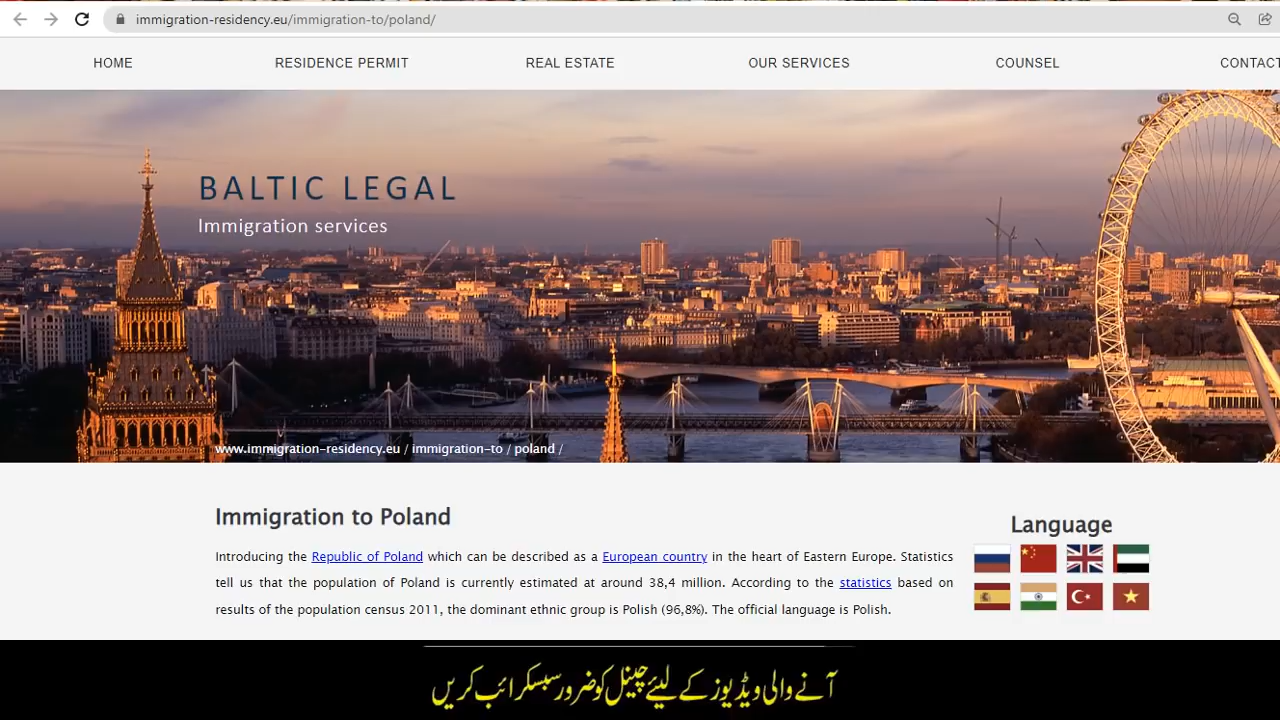 immigration-residency.eu/immigration-to/poland/
HOME RESIDENCE PERMIT REAL ESTATE OUR SERVICES COUNSEL CONTACT
BALTIC LEGAL
Immigration services
www.immigration-residency.eu / immigration-to / poland /
Immigration to Poland
Introducing the Republic of Poland which can be described as a European country in the heart of Eastern Europe. Statistics
tell us that the population of Poland is currently estimated at around 38,4 million. According to the statistics based on
results of the population census 2011, the dominant ethnic group is Polish (96,8%). The official language is Polish.
Language
آنے والی ویڈیوز کے لیئے چینل کو ضرور سبسکرائب کریں